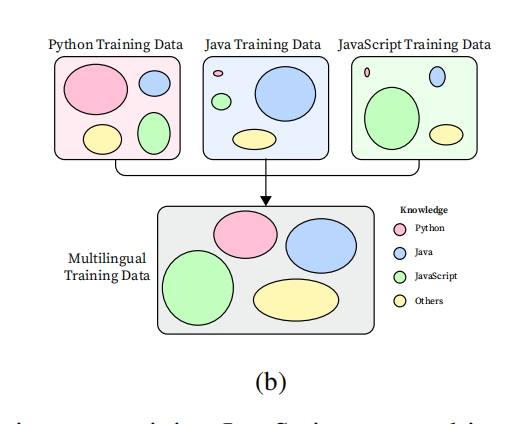 Python Training Data
Java Training Data
JavaScript Training Data
Multilingual
Training Data
Knowledge
Python
Java
JavaScript
Others
(b)